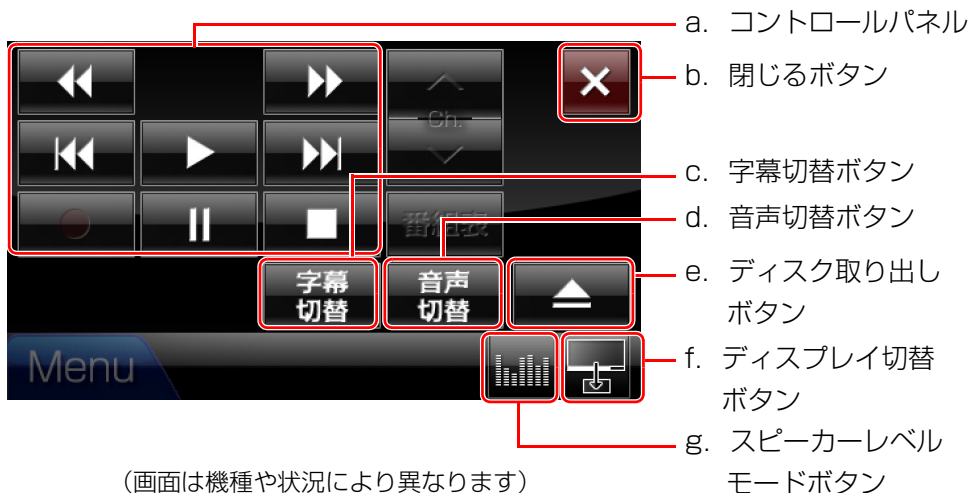 a. コントロールパネル
b. 閉じるボタン
Ch.
c. 字幕切替ボタン
番組表
d. 音声切替ボタン
字幕
切替
音声
切替
e. ディスク取り出し
ボタン
Menu
f. ディスプレイ切替
ボタン
g. スピーカーレベル
モードボタン
（画面は機種や状況により異なります）